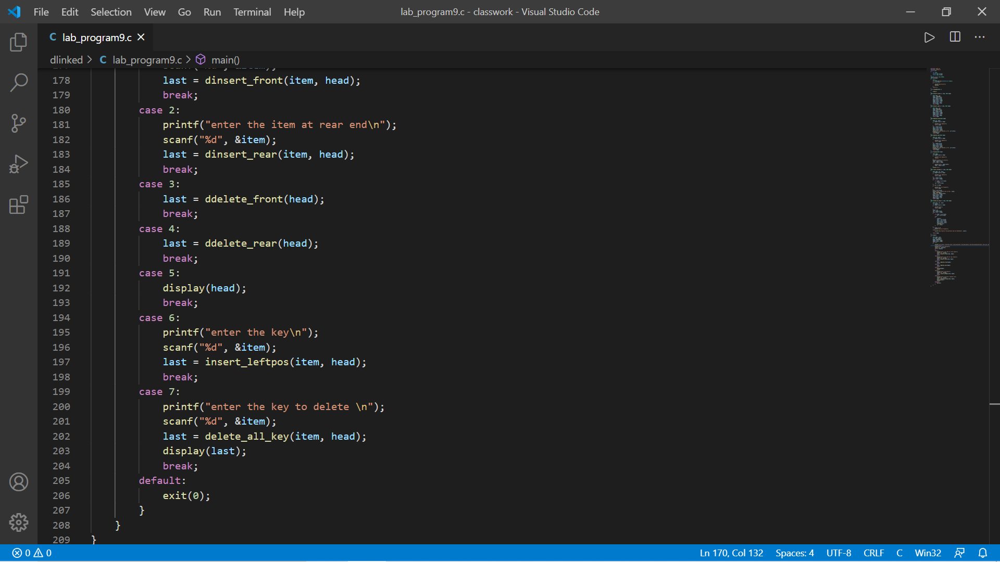 File Edit Selection View Go Run Terminal Help lab_program9.c - classwork - Visual Studio Code
C lab_program9.c
dlinked > C lab_program9.c > main()
178 last = dinsert_front(item, head);
179 break;
180 case 2:
181 printf("enter the item at rear end\n");
182 scanf("%d", &item);
183 last = dinsert_rear(item, head);
184 break;
185 case 3:
186 last = ddelete_front(head);
187 break;
188 case 4:
189 last = ddelete_rear(head);
190 break;
191 case 5:
192 display(head);
193 break;
194 case 6:
195 printf("enter the key\n");
196 scanf("%d", &item);
197 last = insert_leftpos(item, head);
198 break;
199 case 7:
200 printf("enter the key to delete \n");
201 scanf("%d", &item);
202 last = delete_all_key(item, head);
203 display(last);
204 break;
205 default:
206 exit(0);
207 }
208 }
209 }
0 0 Ln 170, Col 132 Spaces: 4 UTF-8 CRLF C Win32